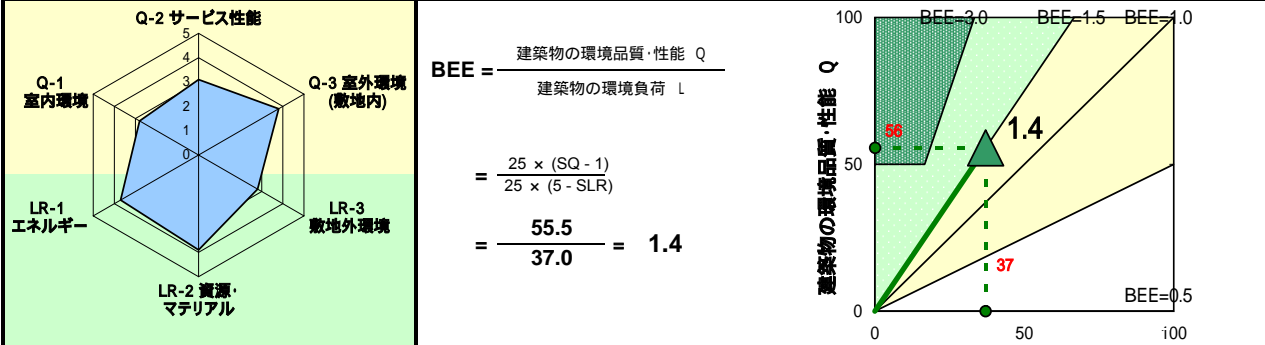 Q-2 サービス性能
5
4
3
2
1
0
Q-1
室内環境
Q-3 室外環境
(敷地内)
LR-1
エネルギー
LR-3
敷地外環境
LR-2 資源・
マテリアル
BEE =
建築物の環境品質・性能 Q
建築物の環境負荷 L
=
25 × (SQ - 1)
25 × (5 - SLR)
=
55.5
37.0
= 1.4
建築物の環境品質・性能 Q
100
50
0
BEE=3.0
BEE=1.5
BEE=1.0
56
1.4
37
BEE=0.5
0
50
100